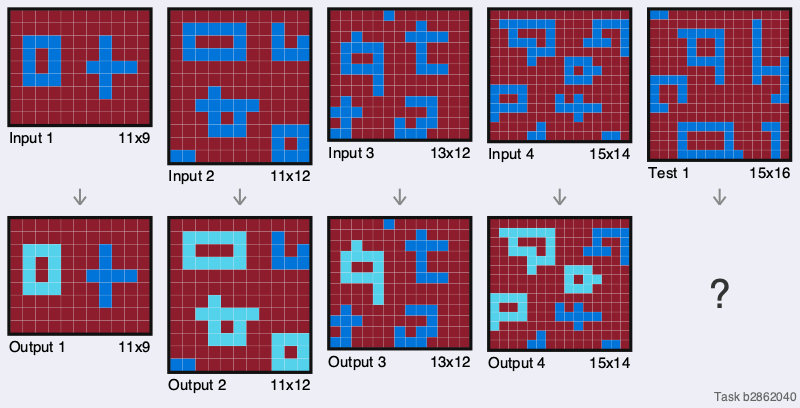 Input 1 11x9
Input 2 11x12
Input 3 13x12
Input 4 15x14
Test 1 15x16
?
Output 1 11x9
Output 2 11x12
Output 3 13x12
Output 4 15x14
Task b2862040